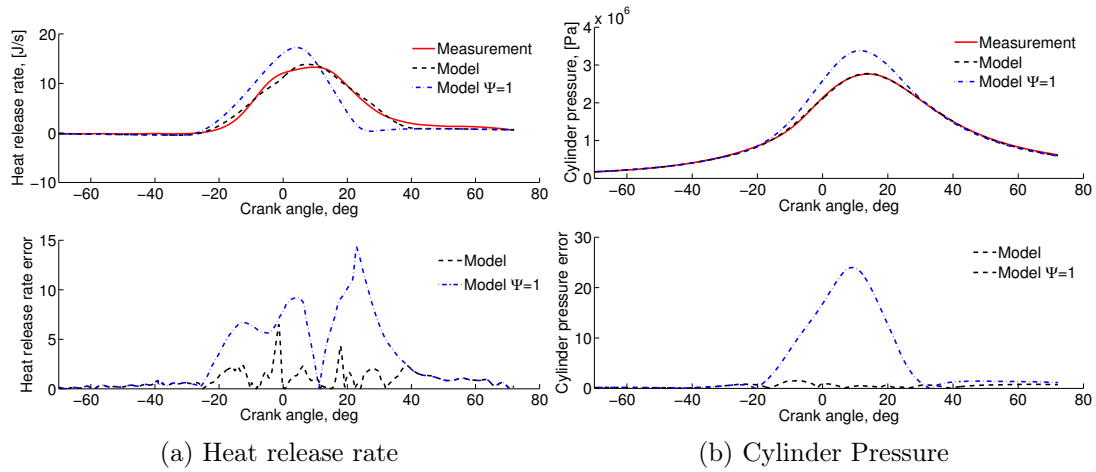 Heat release rate, [J/s]
20
10
0
−10
Measurement
Model
Model Ψ=1
−60 −40 −20 0 20 40 60 80
Crank angle, deg
Cylinder pressure, [Pa]
x 10^6
4
3
2
1
0
Measurement
Model
Model Ψ=1
−60 −40 −20 0 20 40 60 80
Crank angle, deg
Heat release rate error
15
10
5
0
Model
Model Ψ=1
−60 −40 −20 0 20 40 60 80
Crank angle, deg
Cylinder pressure error
30
20
10
0
Model
Model Ψ=1
−60 −40 −20 0 20 40 60 80
Crank angle, deg
(a) Heat release rate
(b) Cylinder Pressure